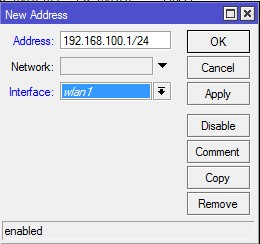 New Address
Address: 192.168.100.1/24
OK
Network:
Cancel
Interface: wlan1
Apply
Disable
Comment
Copy
Remove
enabled